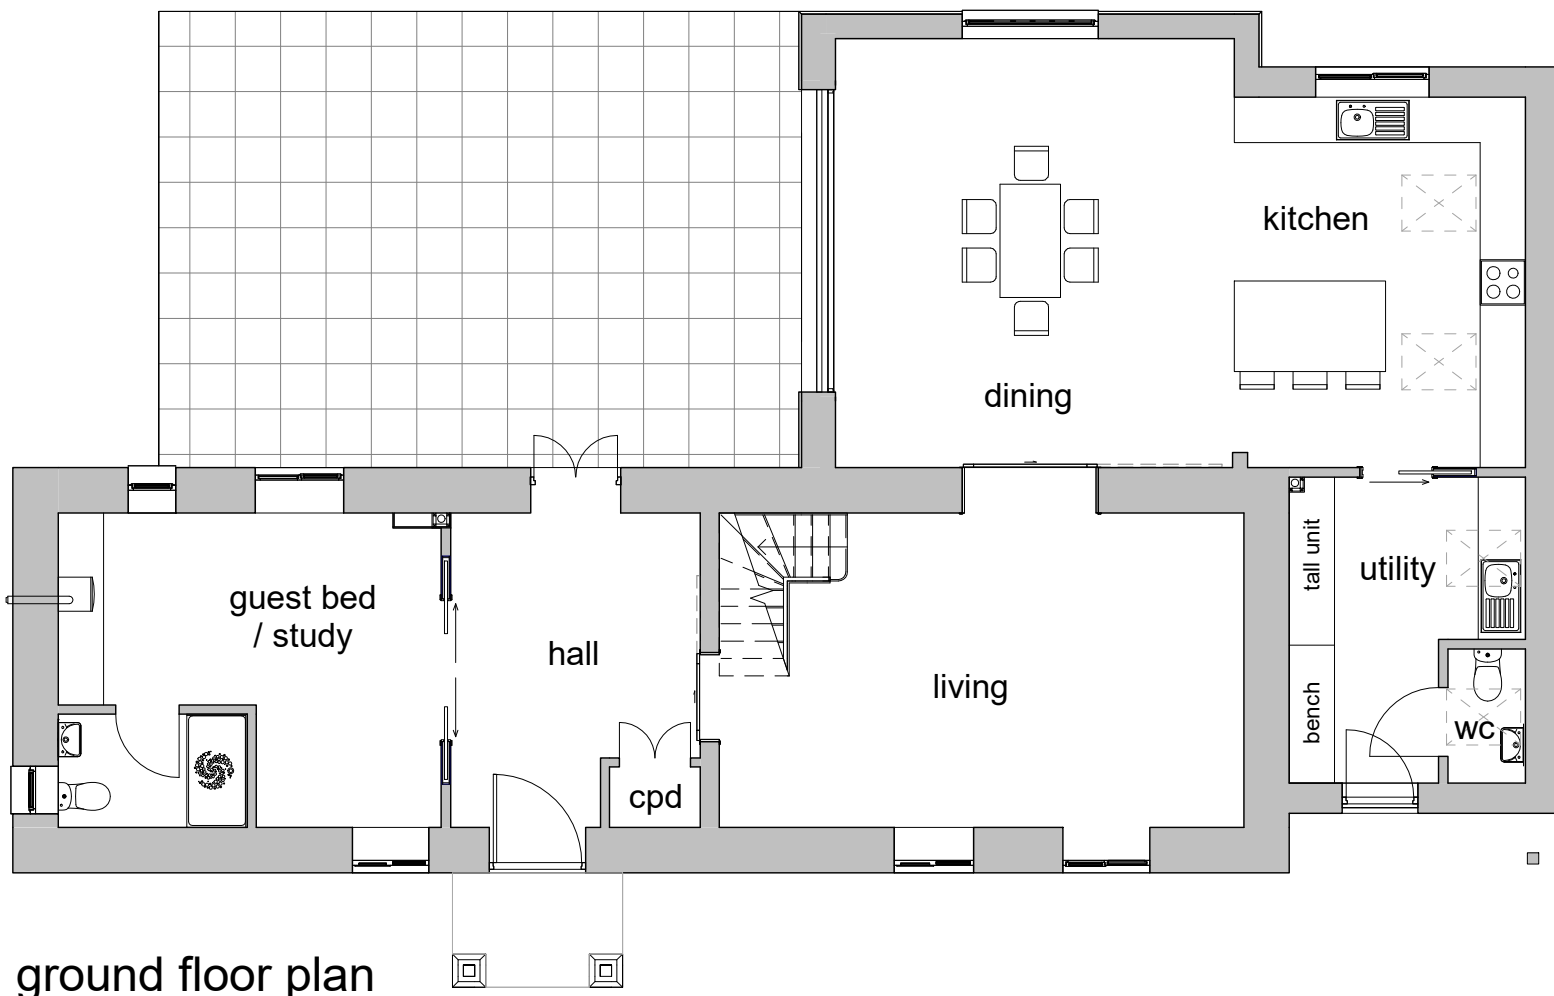 kitchen
dining
tall unit
utility
guest bed
/ study
hall
living
bench
wc
cpd
ground floor plan